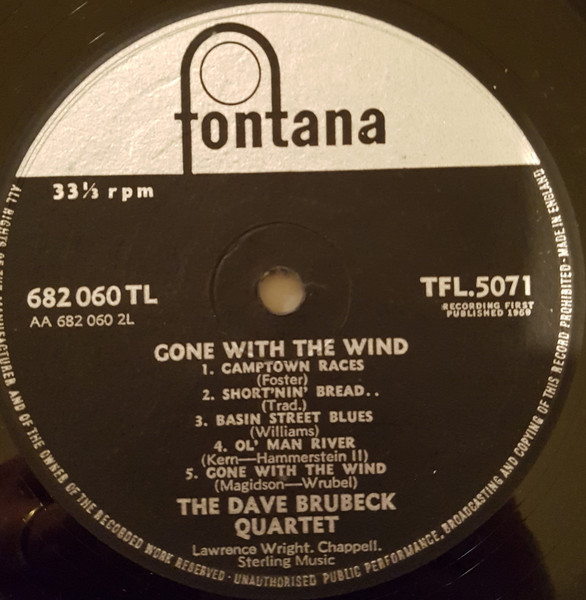 fontana
33⅓ rpm
682 060 TL
AA 682 060 2L
TFL.5071
RECORDING FIRST
PUBLISHED 1960
GONE WITH THE WIND
1. CAMPTOWN RACES
(Foster)
2. SHORT'NIN' BREAD..
(Trad.)
3. BASIN STREET BLUES
(Williams)
4. OL' MAN RIVER
(Kern—Hammerstein II)
5. GONE WITH THE WIND
(Magidson—Wrubel)
THE DAVE BRUBECK
QUARTET
Lawrence Wright. Chappell.
Sterling Music
ALL RIGHTS OF THE MANUFACTURER AND OF THE OWNER OF THE RECORDED WORK RESERVED · UNAUTHORISED PUBLIC PERFORMANCE, BROADCASTING AND COPYING OF THIS RECORD PROHIBITED · MADE IN ENGLAND